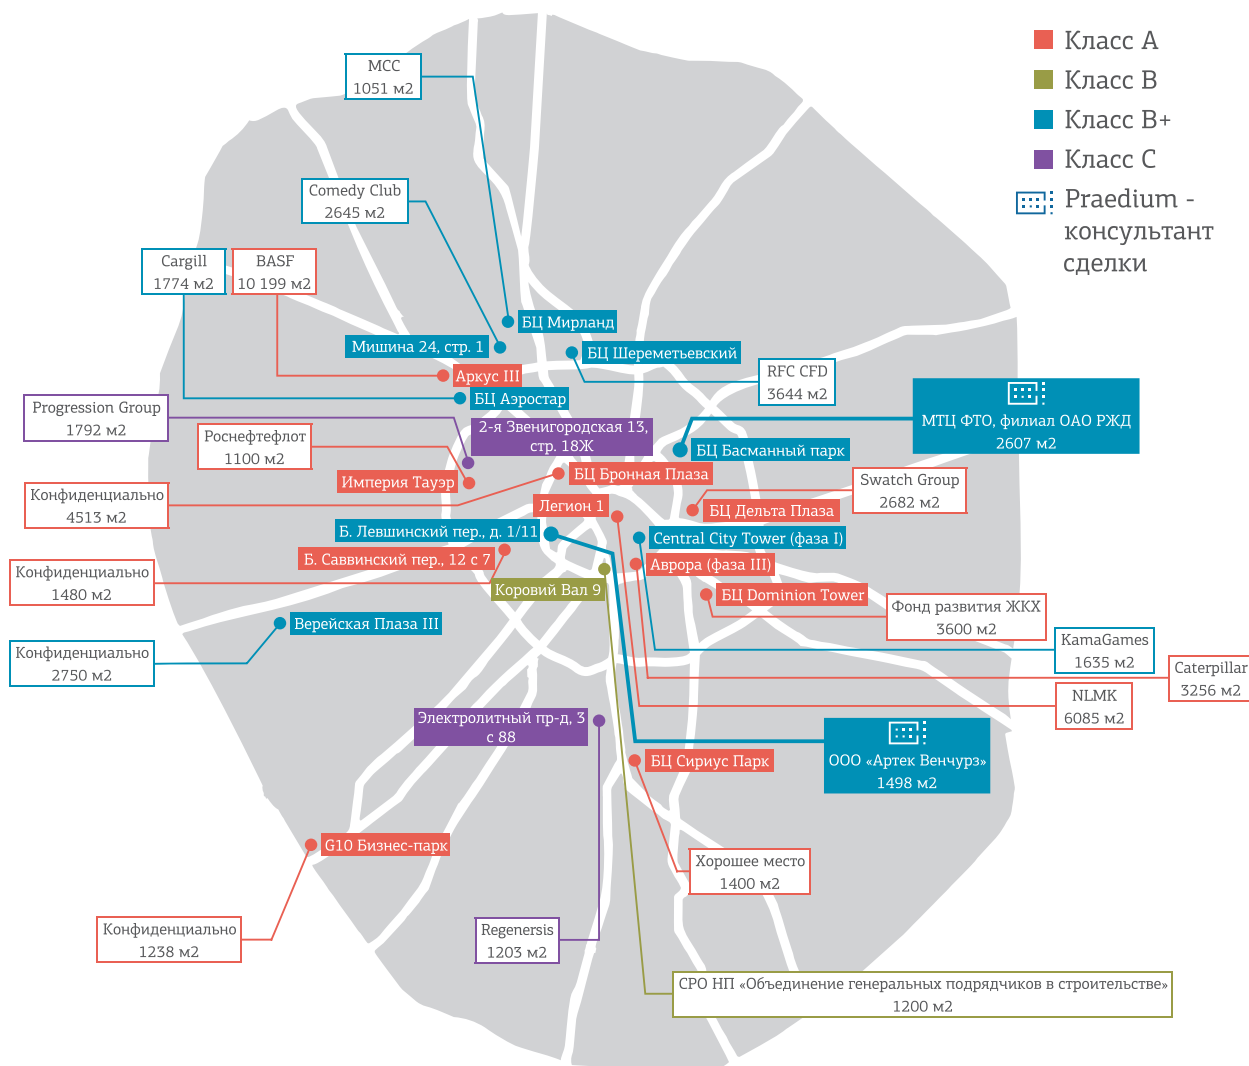 Класс A
Класс B
Класс B+
Класс C
Praedium -
консультант
сделки
МСС
1051 м2
Comedy Club
2645 м2
Cargill
1774 м2
BASF
10 199 м2
БЦ Мирланд
Мишина 24, стр. 1
БЦ Шереметьевский
RFC CFD
3644 м2
Аркус III
БЦ Аэростар
МТЦ ФТО, филиал ОАО РЖД
2607 м2
Progression Group
1792 м2
2-я Звенигородская 13,
стр. 18Ж
Роснефтефлот
1100 м2
БЦ Басманный парк
Империя Тауэр
БЦ Бронная Плаза
Swatch Group
2682 м2
Конфиденциально
4513 м2
Легион 1
БЦ Дельта Плаза
Б. Левшинский пер., д. 1/11
Central City Tower (фаза I)
Б. Саввинский пер., 12 с 7
Аврора (фаза III)
Конфиденциально
1480 м2
Коровий Вал 9
БЦ Dominion Tower
Фонд развития ЖКХ
3600 м2
Верейская Плаза III
Конфиденциально
2750 м2
KamaGames
1635 м2
Caterpillar
3256 м2
NLMK
6085 м2
Электролитный пр-д, 3
с 88
ООО «Артек Венчурз»
1498 м2
БЦ Сириус Парк
G10 Бизнес-парк
Хорошее место
1400 м2
Конфиденциально
1238 м2
Regenersis
1203 м2
СРО НП «Объединение генеральных подрядчиков в строительстве»
1200 м2